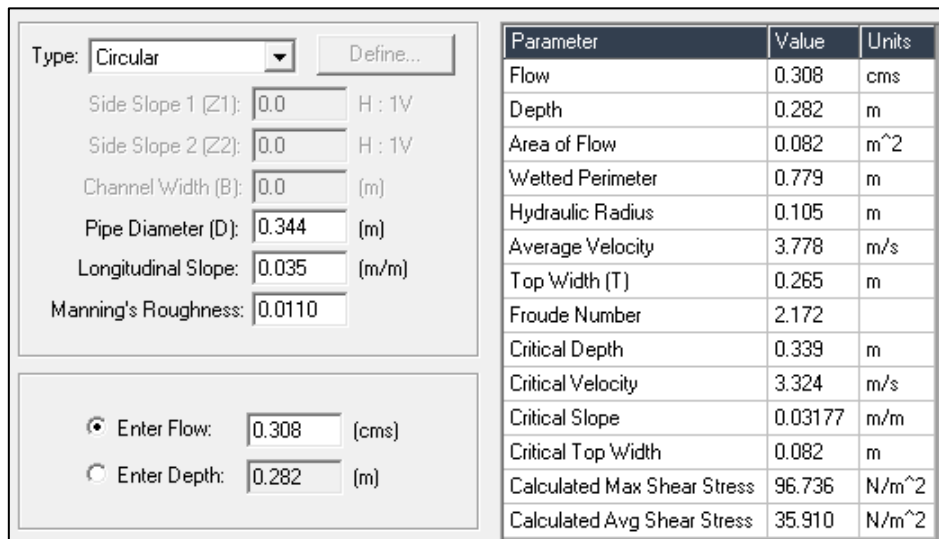 Type: Circular Define...
Side Slope 1 (Z1): 0.0 H : 1V
Side Slope 2 (Z2): 0.0 H : 1V
Channel Width (B): 0.0 (m)
Pipe Diameter (D): 0.344 (m)
Longitudinal Slope: 0.035 (m/m)
Manning's Roughness: 0.0110
Enter Flow: 0.308 (cms)
Enter Depth: 0.282 (m)
Parameter Value Units
Flow 0.308 cms
Depth 0.282 m
Area of Flow 0.082 m^2
Wetted Perimeter 0.779 m
Hydraulic Radius 0.105 m
Average Velocity 3.778 m/s
Top Width (T) 0.265 m
Froude Number 2.172
Critical Depth 0.339 m
Critical Velocity 3.324 m/s
Critical Slope 0.03177 m/m
Critical Top Width 0.082 m
Calculated Max Shear Stress 96.736 N/m^2
Calculated Avg Shear Stress 35.910 N/m^2